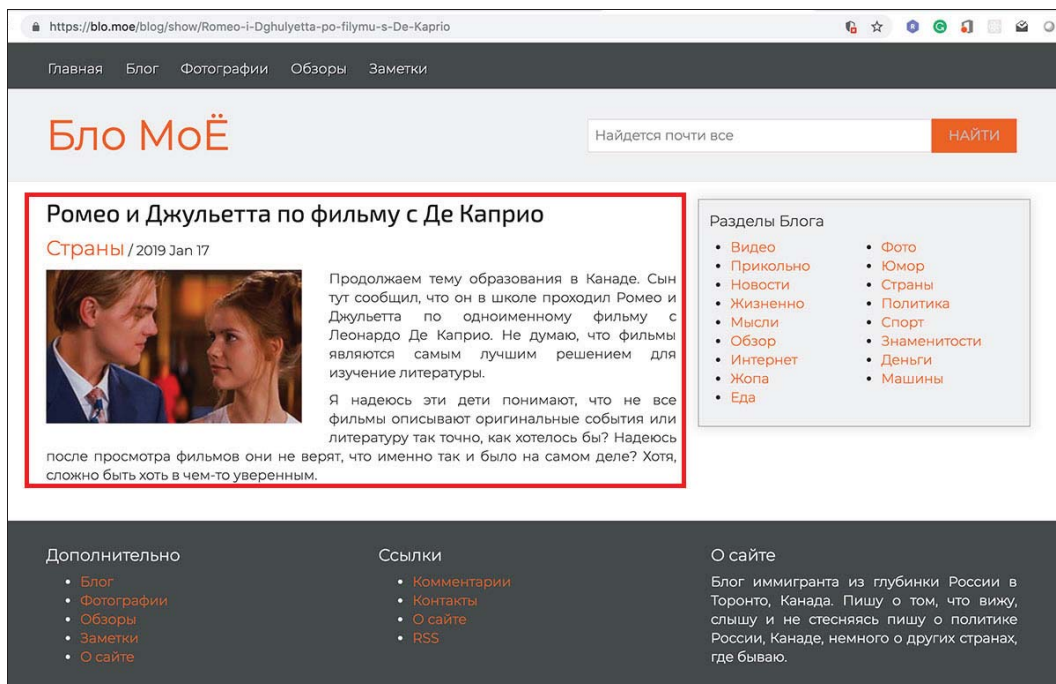 https://blo.moe/blog/show/Romeo-i-Dghulyetta-po-filymu-s-De-Kaprio
Главная Блог Фотографии Обзоры Заметки
Бло МоЁ
Найдется почти все
НАЙТИ
Ромео и Джульетта по фильму с Де Каприо
Страны / 2019 Jan 17
Продолжаем тему образования в Канаде. Сын
тут сообщил, что он в школе проходил Ромео и
Джульетта по одноименному фильму с
Леонардо Де Каприо. Не думаю, что фильмы
являются самым лучшим решением для
изучение литературы.
Я надеюсь эти дети понимают, что не все
фильмы описывают оригинальные события или
литературу так точно, как хотелось бы? Надеюсь
после просмотра фильмов они не верят, что именно так и было на самом деле? Хотя,
сложно быть хоть в чем-то уверенным.
Разделы Блога
Видео
Прикольно
Новости
Жизненно
Мысли
Обзор
Интернет
Жопа
Еда
Фото
Юмор
Страны
Политика
Спорт
Знаменитости
Деньги
Машины
Дополнительно
Блог
Фотографии
Обзоры
Заметки
О сайте
Ссылки
Комментарии
Контакты
О сайте
RSS
О сайте
Блог иммигранта из глубинки России в
Торонто, Канада. Пишу о том, что вижу,
слышу и не стесняясь пишу о политике
России, Канаде, немного о других странах,
где бываю.